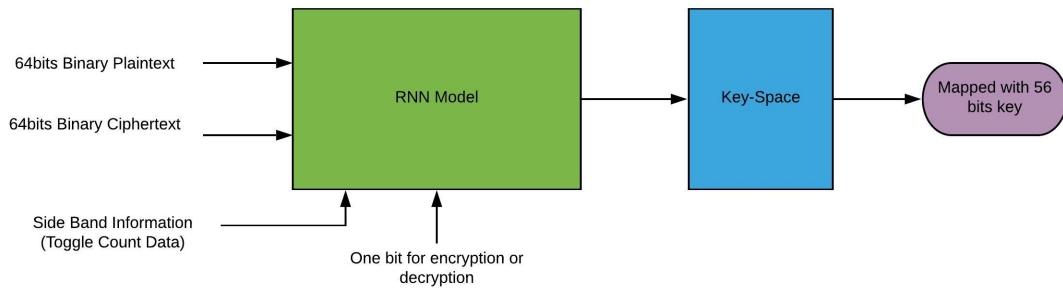 64bits Binary Plaintext
64bits Binary Ciphertext
Side Band Information
(Toggle Count Data)
One bit for encryption or
decryption
RNN Model
Key-Space
Mapped with 56
bits key